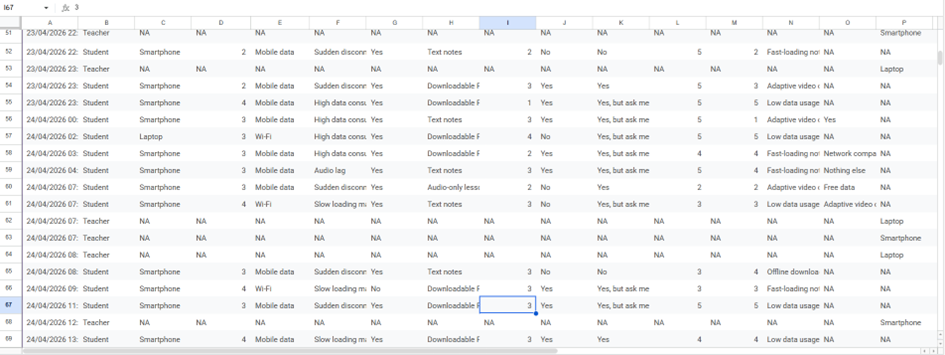 I67 fx 3
A B C D E F G H I J K L M N O P
51 23/04/2026 22: Teacher NA NA NA NA NA NA NA NA NA NA NA NA NA Smartphone
52 23/04/2026 22: Student Smartphone 2 Mobile data Sudden disconn Yes Text notes 2 No No 5 2 Fast-loading not NA NA
53 23/04/2026 23: Teacher NA NA NA NA NA NA NA NA NA NA NA NA NA Laptop
54 23/04/2026 23: Student Smartphone 2 Mobile data Sudden disconn Yes Downloadable F 3 Yes Yes 5 3 Adaptive video NA NA
55 23/04/2026 23: Student Smartphone 4 Mobile data High data consu Yes Downloadable F 1 Yes Yes, but ask me 5 5 Low data usage NA NA
56 24/04/2026 00: Student Smartphone 3 Mobile data Sudden disconn Yes Text notes 3 Yes Yes, but ask me 5 1 Adaptive video Yes NA
57 24/04/2026 02: Student Laptop 3 Wi-Fi High data consu Yes Downloadable F 4 No Yes, but ask me 5 5 Low data usage NA NA
58 24/04/2026 03: Student Smartphone 3 Mobile data High data consu Yes Downloadable F 2 Yes Yes, but ask me 4 4 Fast-loading not Network compa NA
59 24/04/2026 04: Student Smartphone 3 Mobile data Audio lag Yes Text notes 3 Yes Yes, but ask me 5 4 Fast-loading not Nothing else NA
60 24/04/2026 07: Student Smartphone 3 Mobile data Sudden disconn Yes Audio-only less 2 No Yes 2 2 Adaptive video Free data NA
61 24/04/2026 07: Student Smartphone 4 Wi-Fi Slow loading ma Yes Text notes 3 No Yes, but ask me 3 3 Low data usage Adaptive video NA
62 24/04/2026 07: Teacher NA NA NA NA NA NA NA NA NA NA NA NA NA Laptop
63 24/04/2026 07: Teacher NA NA NA NA NA NA NA NA NA NA NA NA NA Smartphone
64 24/04/2026 08: Teacher NA NA NA NA NA NA NA NA NA NA NA NA NA Laptop
65 24/04/2026 08: Student Smartphone 3 Mobile data Sudden disconn Yes Text notes 3 No No 3 4 Offline downloa NA NA
66 24/04/2026 09: Student Smartphone 4 Wi-Fi Slow loading ma No Downloadable F 3 Yes Yes, but ask me 3 3 Fast-loading not NA NA
67 24/04/2026 11: Student Smartphone 3 Mobile data Sudden disconn Yes Downloadable F 3 Yes Yes, but ask me 5 5 Low data usage NA NA
68 24/04/2026 12: Teacher NA NA NA NA NA NA NA NA NA NA NA NA NA Smartphone
69 24/04/2026 13: Student Smartphone 4 Mobile data Slow loading ma Yes Downloadable F 3 Yes Yes 4 4 Low data usage NA NA